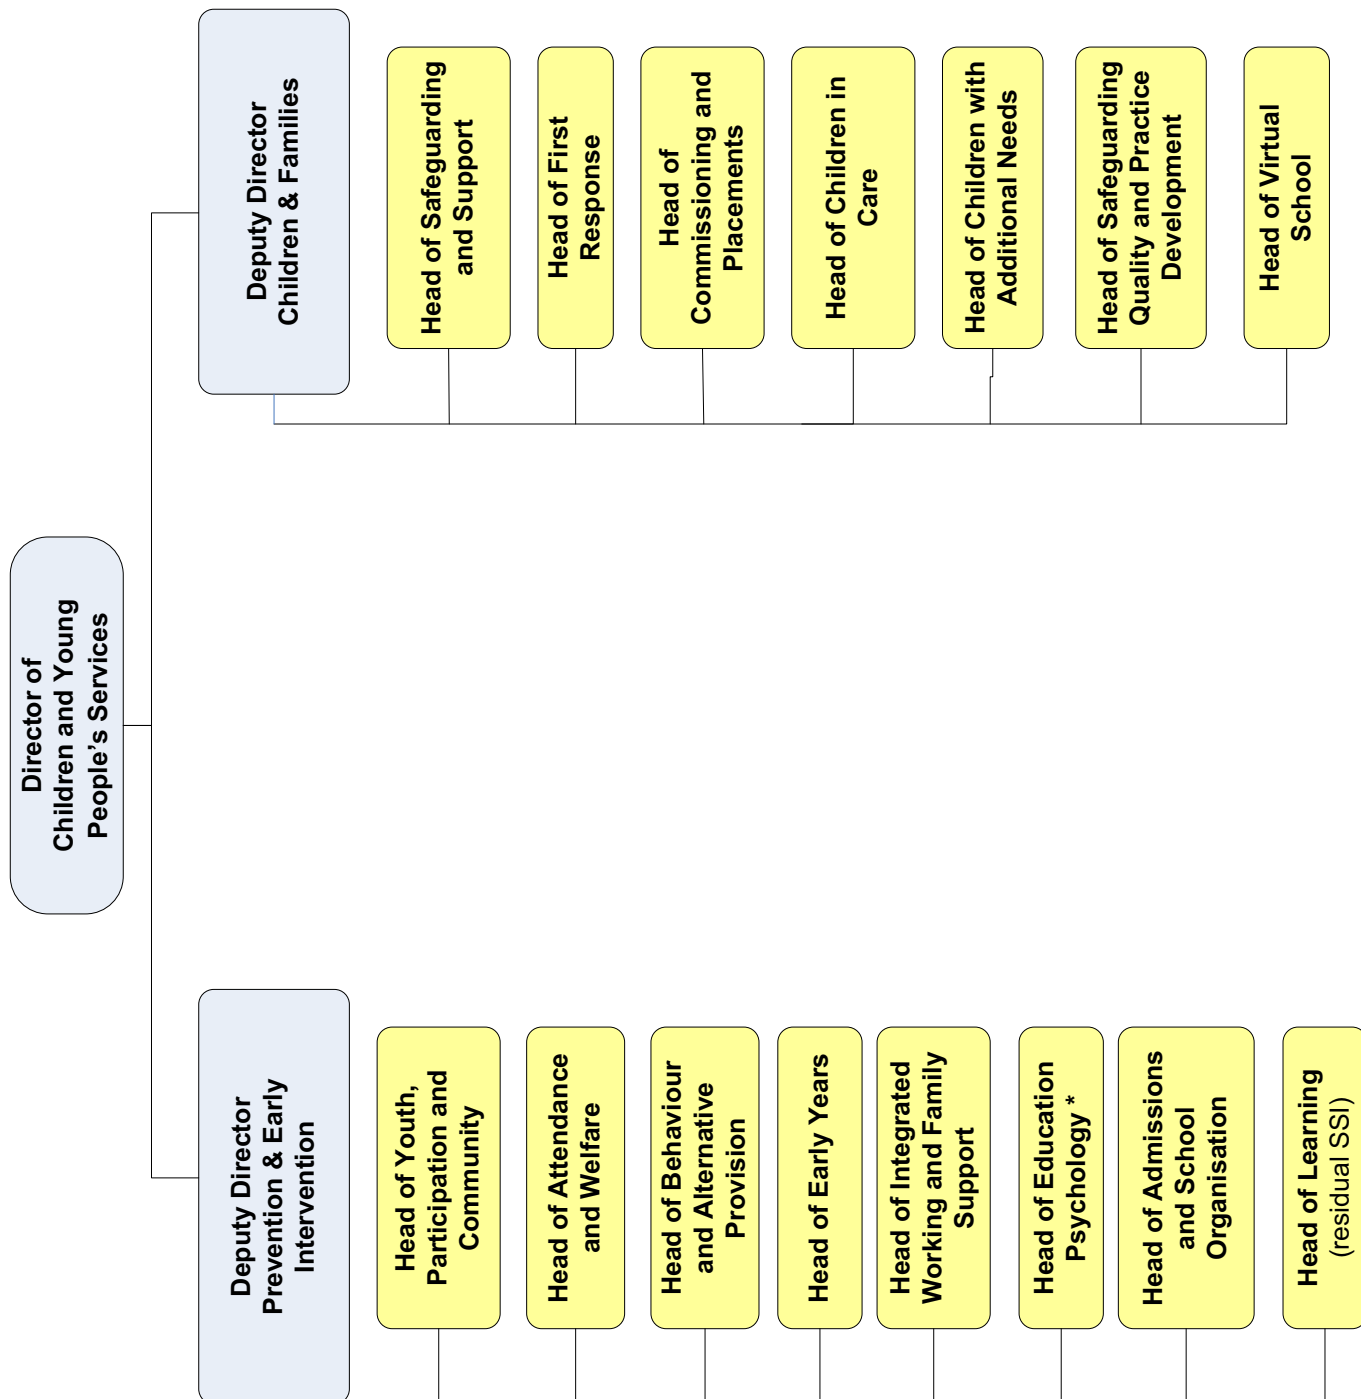 Director of
Children and Young
People’s Services
Deputy Director
Prevention & Early
Intervention
Head of Youth,
Participation and
Community
Head of Attendance
and Welfare
Head of Behaviour
and Alternative
Provision
Head of Early Years
Head of Integrated
Working and Family
Support
Head of Education
Psychology *
Head of Admissions
and School
Organisation
Head of Learning
(residual SSI)
Deputy Director
Children & Families
Head of Safeguarding
and Support
Head of First
Response
Head of
Commissioning and
Placements
Head of Children in
Care
Head of Children with
Additional Needs
Head of Safeguarding
Quality and Practice
Development
Head of Virtual
School